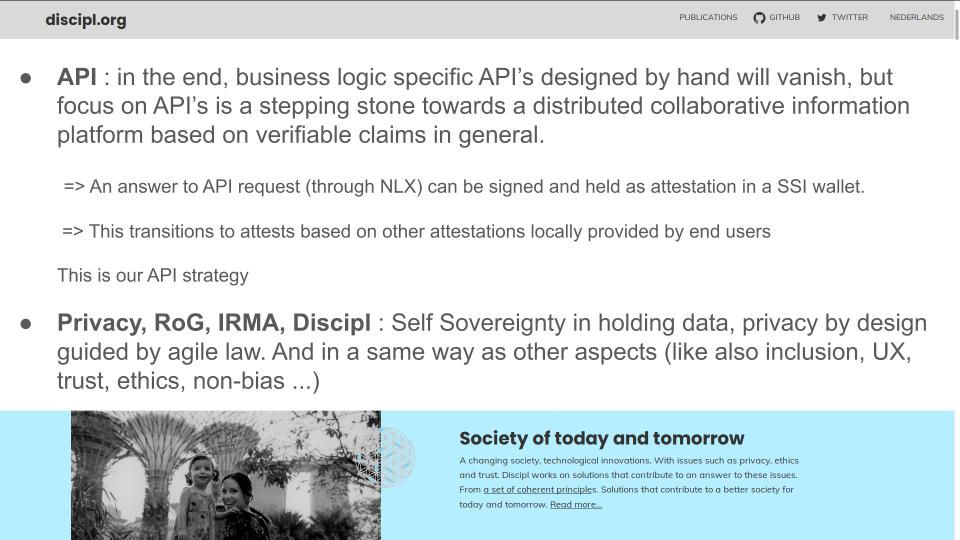 discipl.org
PUBLICATIONS GITHUB TWITTER NEDERLANDS
● API : in the end, business logic specific API’s designed by hand will vanish, but
focus on API’s is a stepping stone towards a distributed collaborative information
platform based on verifiable claims in general.
=> An answer to API request (through NLX) can be signed and held as attestation in a SSI wallet.
=> This transitions to attests based on other attestations locally provided by end users
This is our API strategy
● Privacy, RoG, IRMA, Discipl : Self Sovereignty in holding data, privacy by design
guided by agile law. And in a same way as other aspects (like also inclusion, UX,
trust, ethics, non-bias ...)
Society of today and tomorrow
A changing society, technological innovations. With issues such as privacy, ethics
and trust. Discipl works on solutions that contribute to an answer to these issues.
From a set of coherent principles. Solutions that contribute to a better society for
today and tomorrow. Read more...